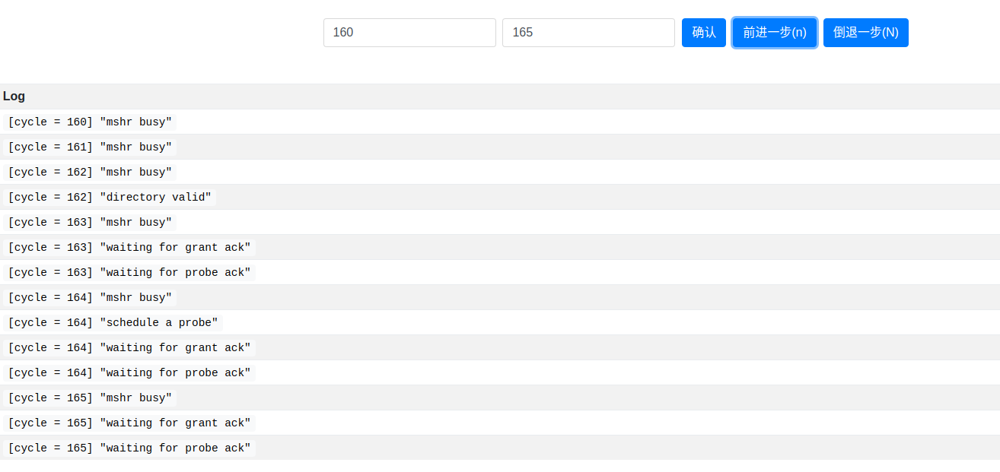 160 165 确认 前进一步(n) 倒退一步(N)
Log
[cycle = 160] "mshr busy"
[cycle = 161] "mshr busy"
[cycle = 162] "mshr busy"
[cycle = 162] "directory valid"
[cycle = 163] "mshr busy"
[cycle = 163] "waiting for grant ack"
[cycle = 163] "waiting for probe ack"
[cycle = 164] "mshr busy"
[cycle = 164] "schedule a probe"
[cycle = 164] "waiting for grant ack"
[cycle = 164] "waiting for probe ack"
[cycle = 165] "mshr busy"
[cycle = 165] "waiting for grant ack"
[cycle = 165] "waiting for probe ack"